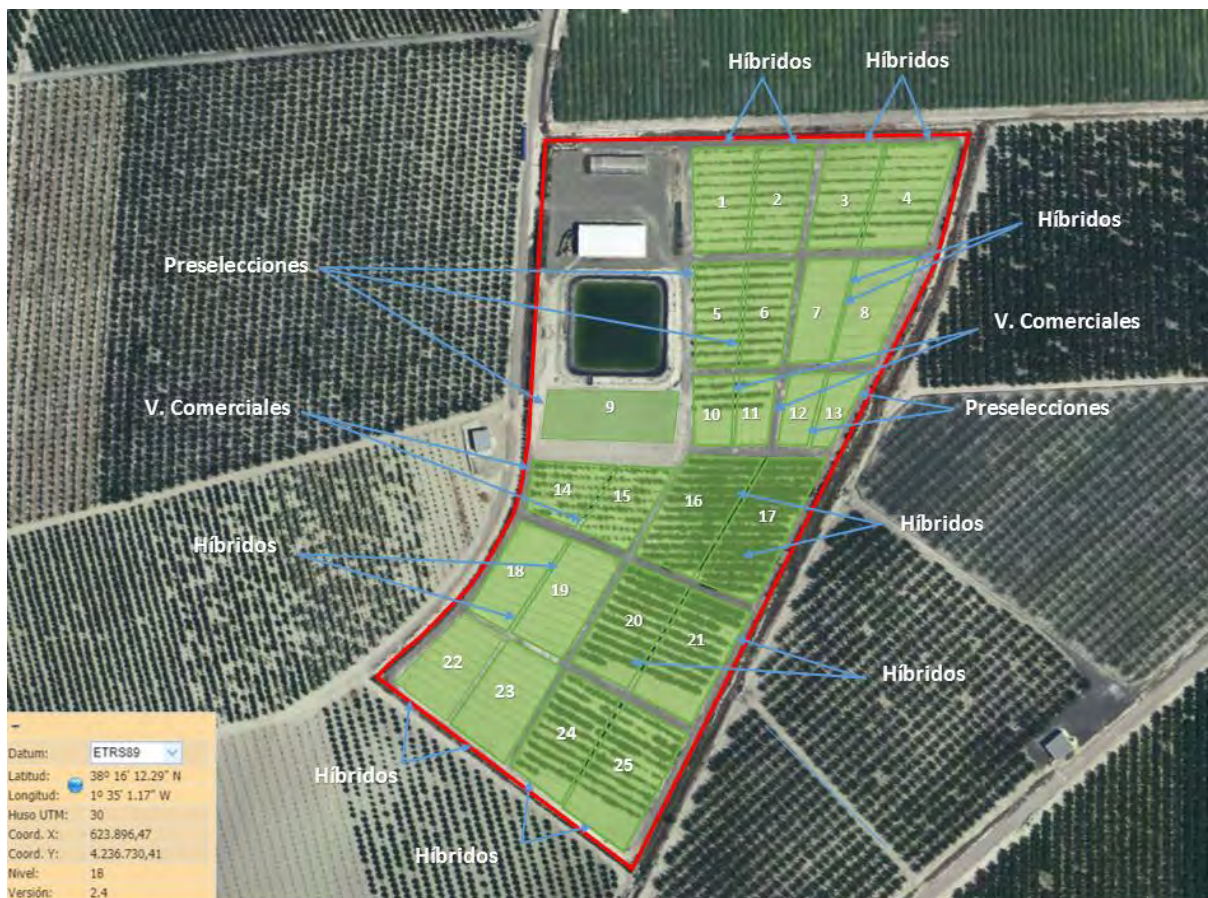 Híbridos
Híbridos
1
2
3
4
Híbridos
Preselecciones
5
6
7
8
V. Comerciales
V. Comerciales
9
10
11
12
13
Preselecciones
14
15
16
17
Híbridos
Híbridos
18
19
20
21
Híbridos
22
23
24
25
Híbridos
Híbridos
Datum: ETRS89
Latitud: 38º 16' 12.29" N
Longitud: 1º 35' 1.17" W
Huso UTM: 30
Coord. X: 623.896,47
Coord. Y: 4.236.730,41
Nivel: 18
Versión: 2.4